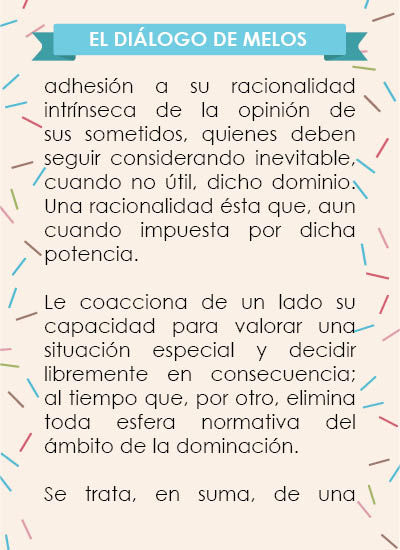 EL DIÁLOGO DE MELOS
adhesión a su racionalidad
intrínseca de la opinión de
sus sometidos, quienes deben
seguir considerando inevitable,
cuando no útil, dicho dominio.
Una racionalidad ésta que, aun
cuando impuesta por dicha
potencia.
Le coacciona de un lado su
capacidad para valorar una
situación especial y decidir
libremente en consecuencia;
al tiempo que, por otro, elimina
toda esfera normativa del
ámbito de la dominación.
Se trata, en suma, de una